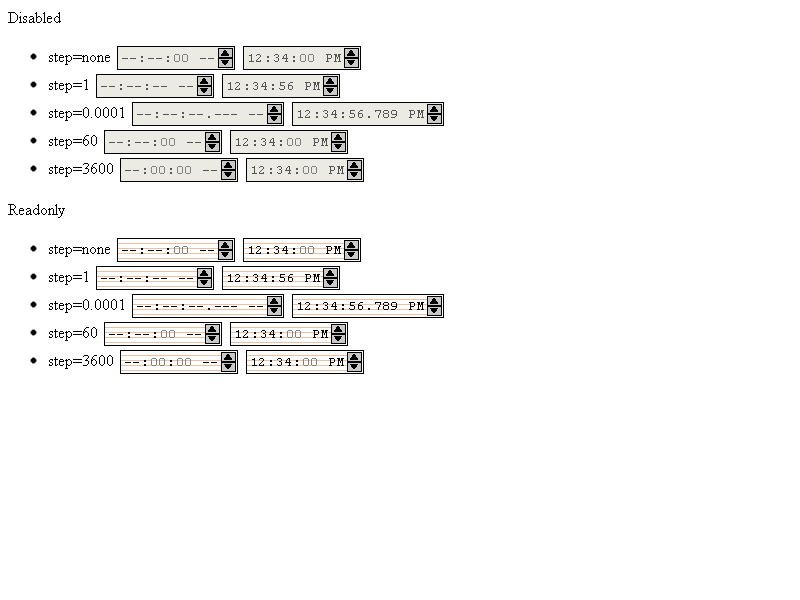 Disabled
step=none --:--:00 -- 12:34:00 PM
step=1 --:--:-- -- 12:34:56 PM
step=0.0001 --:--:--.--- -- 12:34:56.789 PM
step=60 --:--:00 -- 12:34:00 PM
step=3600 --:00:00 -- 12:34:00 PM
Readonly
step=none --:--:00 -- 12:34:00 PM
step=1 --:--:-- -- 12:34:56 PM
step=0.0001 --:--:--.--- -- 12:34:56.789 PM
step=60 --:--:00 -- 12:34:00 PM
step=3600 --:00:00 -- 12:34:00 PM